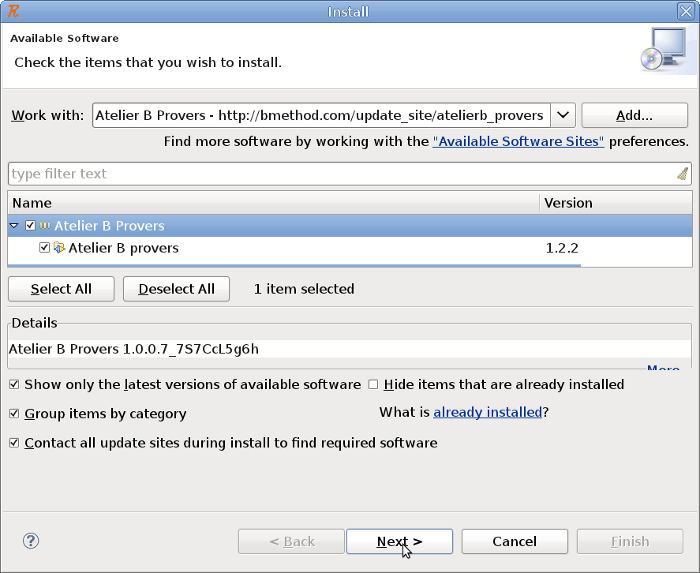 Install
Available Software
Check the items that you wish to install.
Work with: Atelier B Provers - http://bmethod.com/update_site/atelierb_provers Add...
Find more software by working with the "Available Software Sites" preferences.
type filter text
Name Version
Atelier B Provers
Atelier B provers 1.2.2
Select All Deselect All 1 item selected
Details
Atelier B Provers 1.0.0.7_7S7CcL5g6h
More...
Show only the latest versions of available software Hide items that are already installed
Group items by category What is already installed?
Contact all update sites during install to find required software
? < Back Next > Cancel Finish